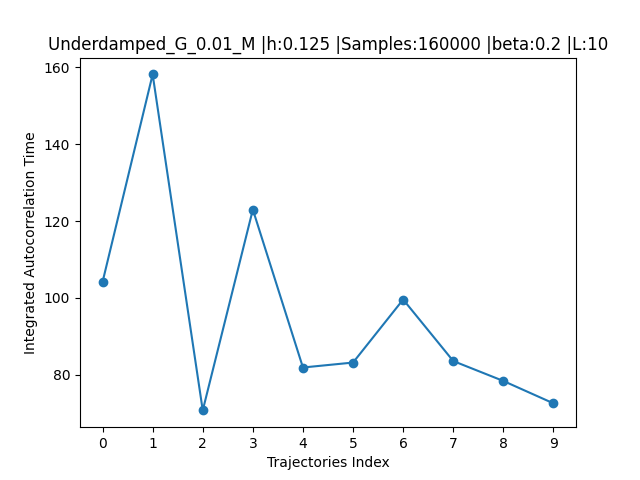 Underdamped_G_0.01_M |h:0.125 |Samples:160000 |beta:0.2 |L:10
160
140
120
100
80
Integrated Autocorrelation Time
0 1 2 3 4 5 6 7 8 9
Trajectories Index